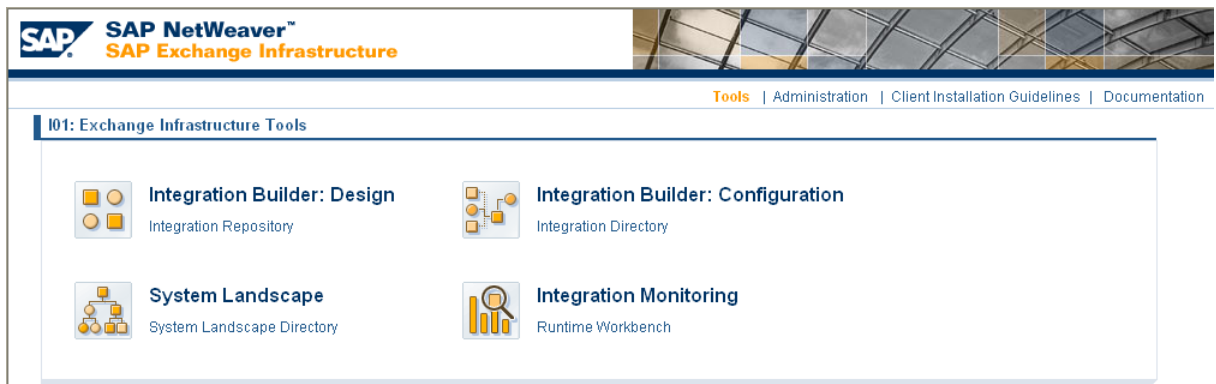 SAP
SAP NetWeaver™
SAP Exchange Infrastructure
Tools | Administration | Client Installation Guidelines | Documentation
I01: Exchange Infrastructure Tools
Integration Builder: Design
Integration Repository
Integration Builder: Configuration
Integration Directory
System Landscape
System Landscape Directory
Integration Monitoring
Runtime Workbench